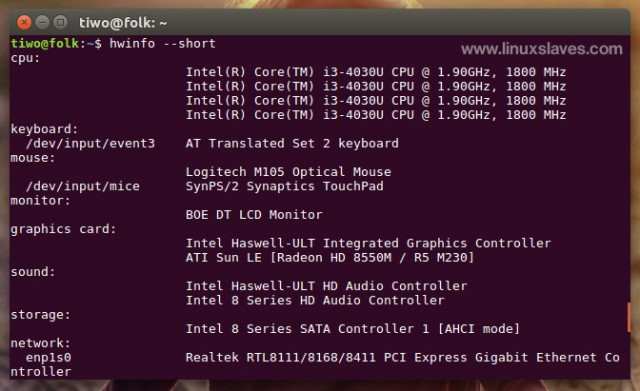 tiwo@folk: ~
tiwo@folk:~$ hwinfo --short
www.linuxslaves.com
cpu:
Intel(R) Core(TM) i3-4030U CPU @ 1.90GHz, 1800 MHz
Intel(R) Core(TM) i3-4030U CPU @ 1.90GHz, 1800 MHz
Intel(R) Core(TM) i3-4030U CPU @ 1.90GHz, 1800 MHz
Intel(R) Core(TM) i3-4030U CPU @ 1.90GHz, 1800 MHz
keyboard:
/dev/input/event3 AT Translated Set 2 keyboard
mouse:
Logitech M105 Optical Mouse
/dev/input/mice SynPS/2 Synaptics TouchPad
monitor:
BOE DT LCD Monitor
graphics card:
Intel Haswell-ULT Integrated Graphics Controller
ATI Sun LE [Radeon HD 8550M / R5 M230]
sound:
Intel Haswell-ULT HD Audio Controller
Intel 8 Series HD Audio Controller
storage:
Intel 8 Series SATA Controller 1 [AHCI mode]
network:
enp1s0 Realtek RTL8111/8168/8411 PCI Express Gigabit Ethernet Co
ntroller